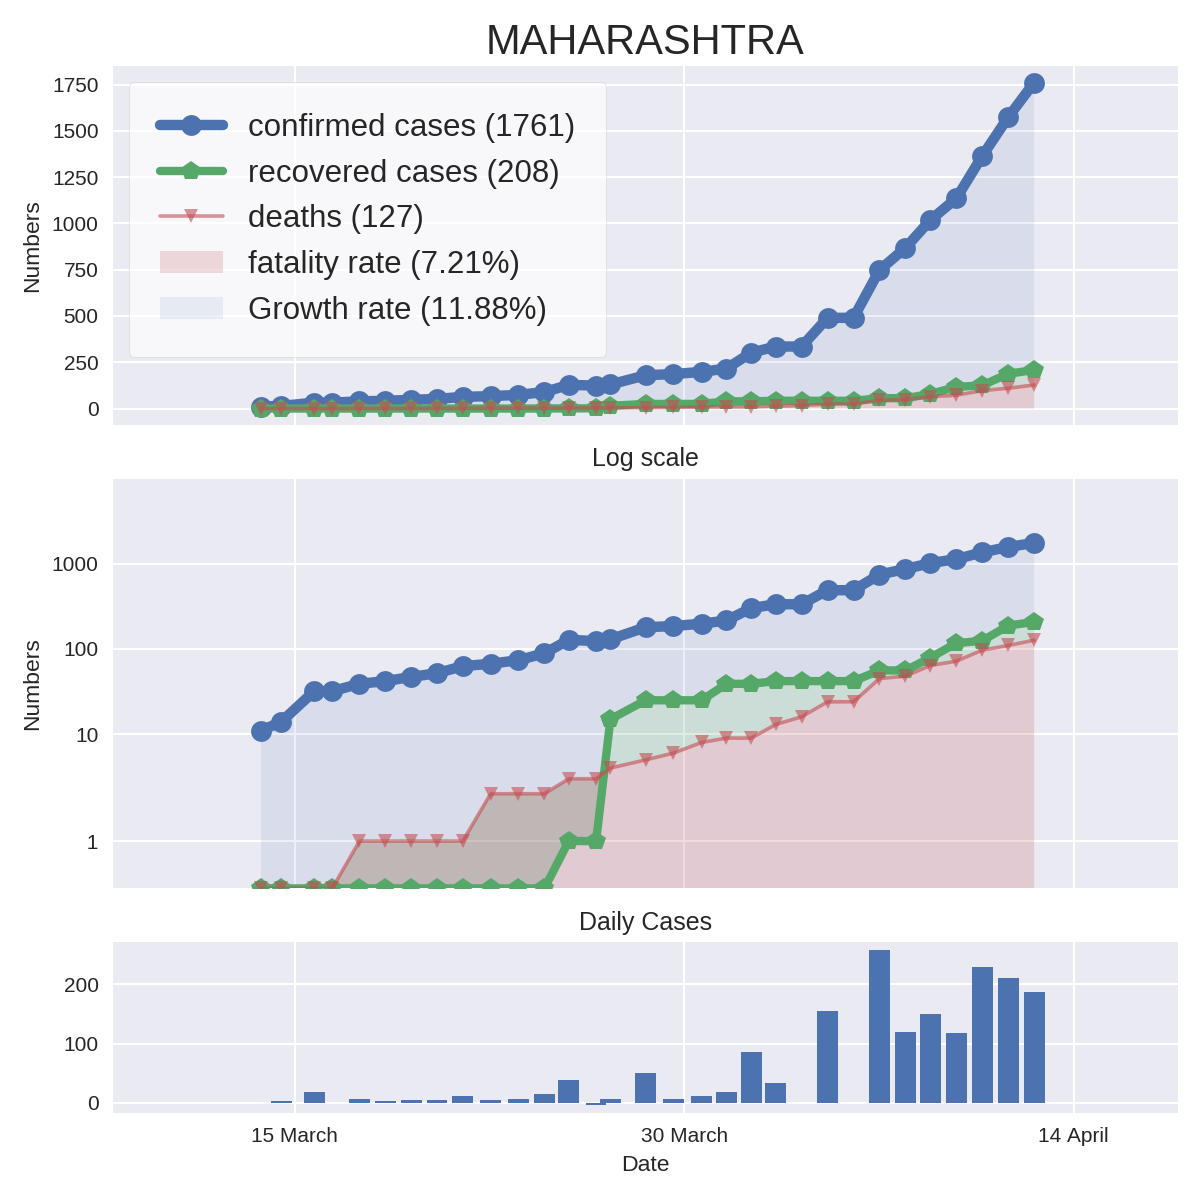 MAHARASHTRA
1750
1500
1250
1000
750
500
250
0
Numbers
confirmed cases (1761)
recovered cases (208)
deaths (127)
fatality rate (7.21%)
Growth rate (11.88%)
Log scale
1000
100
10
1
Numbers
Daily Cases
200
100
0
15 March
30 March
14 April
Date